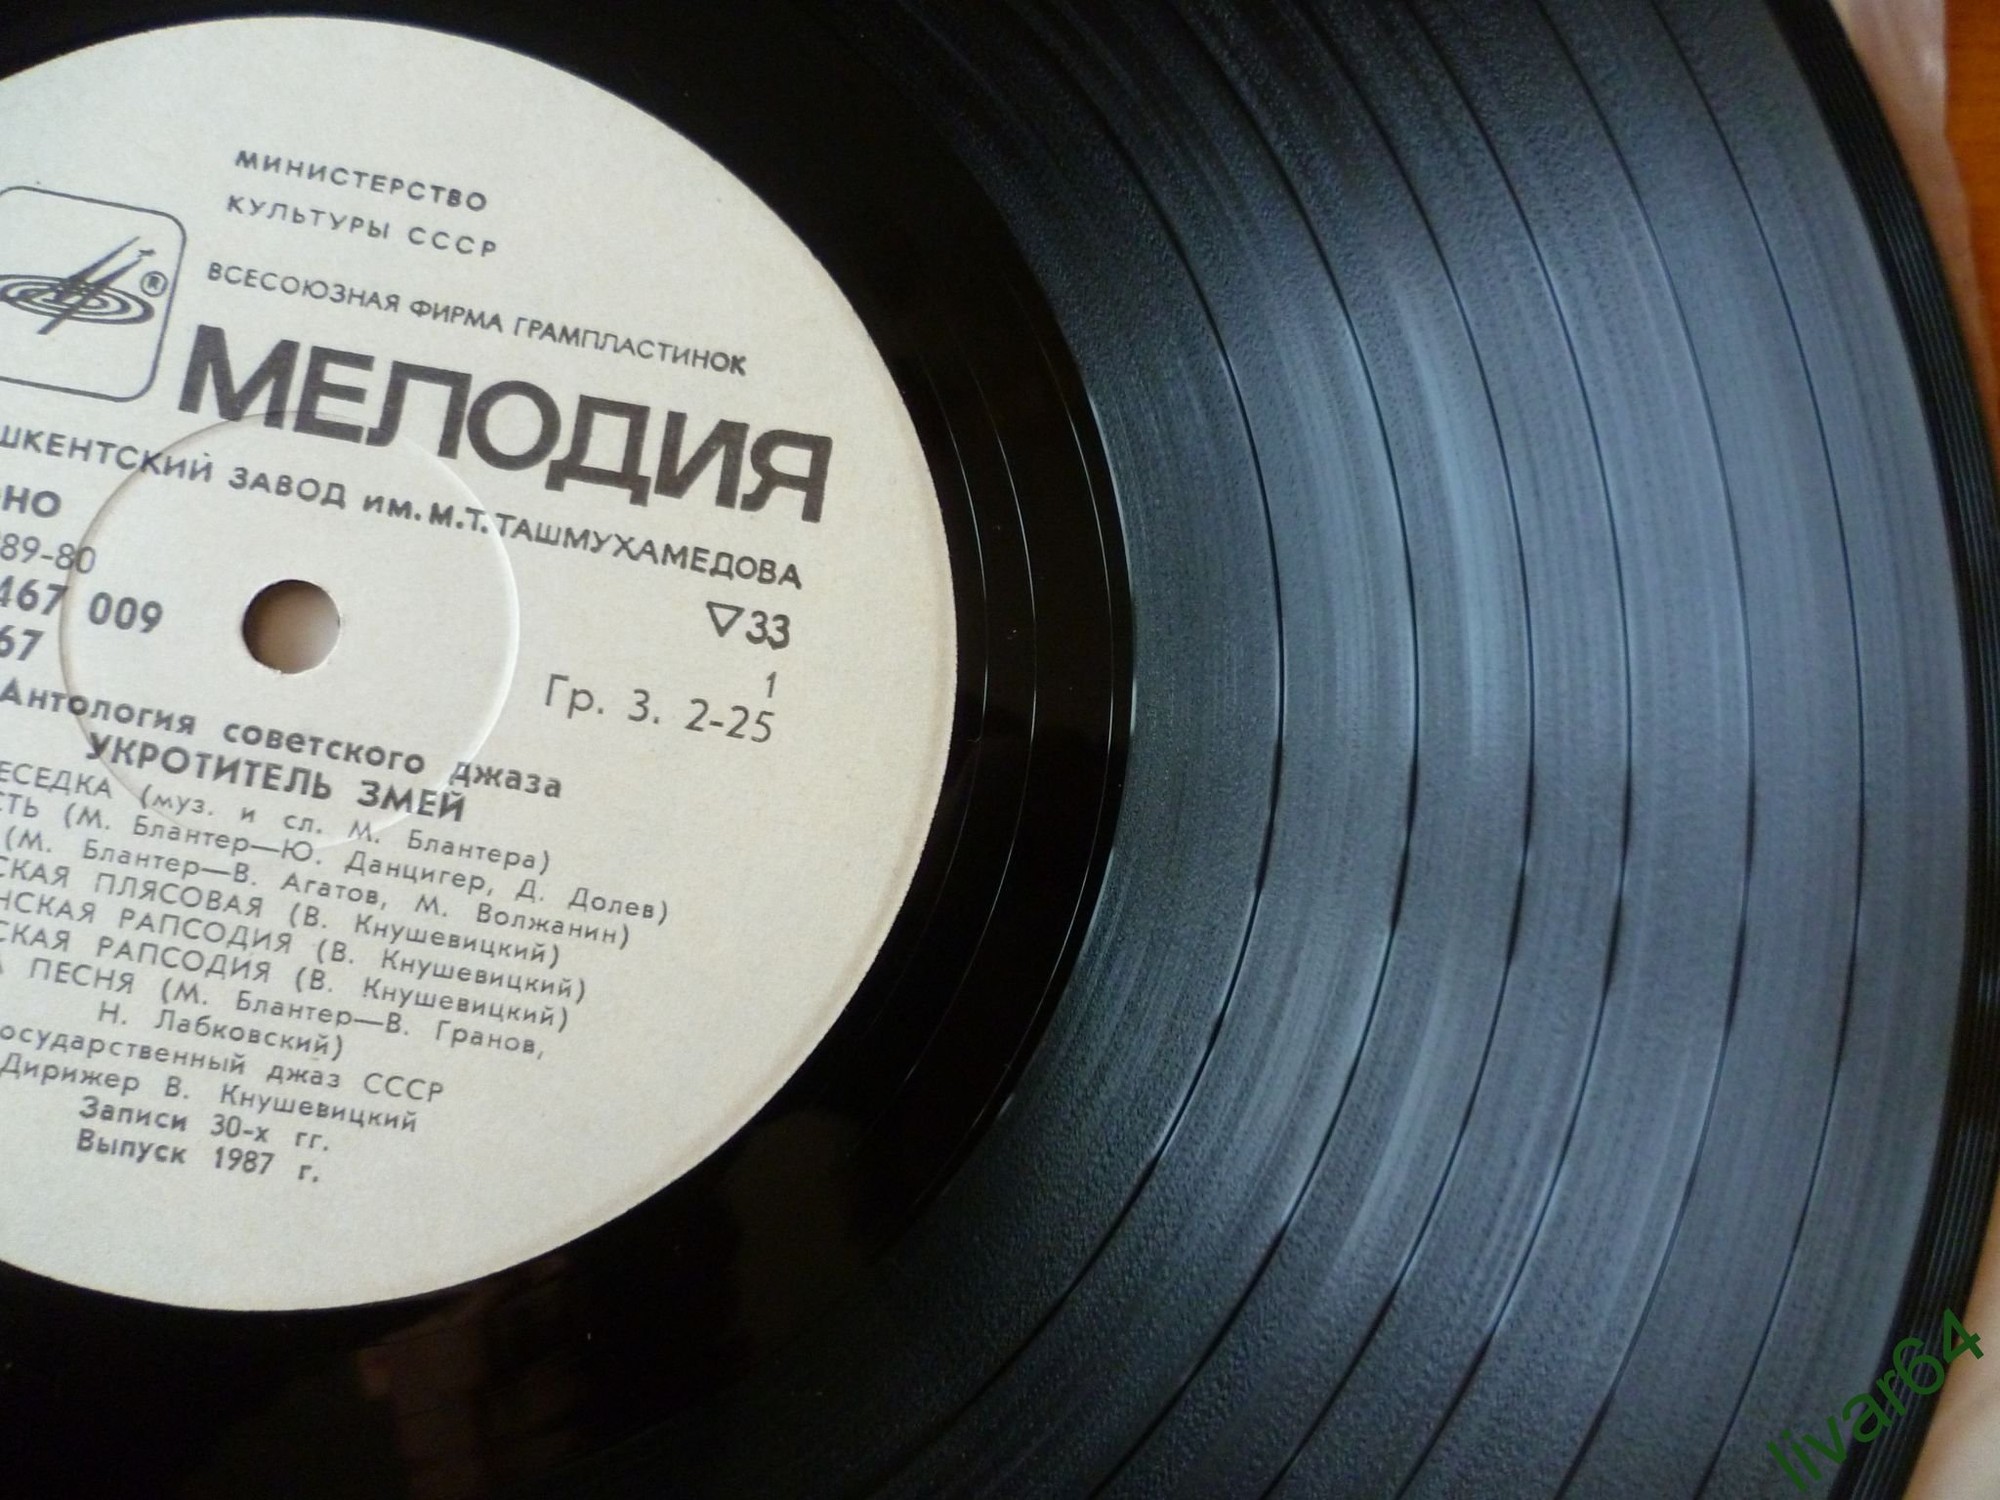 МИНИСТЕРСТВО
КУЛЬТУРЫ СССР
ВСЕСОЮЗНАЯ ФИРМА ГРАМПЛАСТИНОК
®
МЕЛОДИЯ
ШКЕНТСКИЙ ЗАВОД ИМ. М.Т. ТАШМУХАМЕДОВА
НО
89-80
467 009
67
▽33
1
Гр. 3. 2-25
Антология советского джаза
УКРОТИТЕЛЬ ЗМЕЙ
ЕСЕДКА (муз. и сл. М. Блантера)
СТЬ (М. Блантер—Ю. Данцигер, Д. Долев)
(М. Блантер—В. Агатов, М. Волжанин)
СКАЯ ПЛЯСОВАЯ (В. Кнушевицкий)
НСКАЯ РАПСОДИЯ (В. Кнушевицкий)
СКАЯ РАПСОДИЯ (В. Кнушевицкий)
ПЕСНЯ (М. Блантер—В. Гранов,
Н. Лабковский)
осударственный джаз СССР
Дирижер В. Кнушевицкий
Записи 30-х гг.
Выпуск 1987 г.
livar64